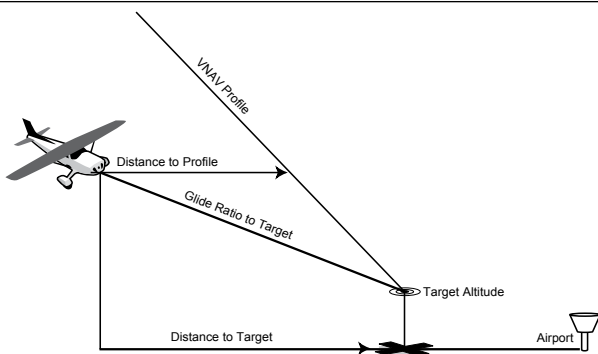 VNAV Profile
Distance to Profile
Glide Ratio to Target
Target Altitude
Distance to Target
Airport